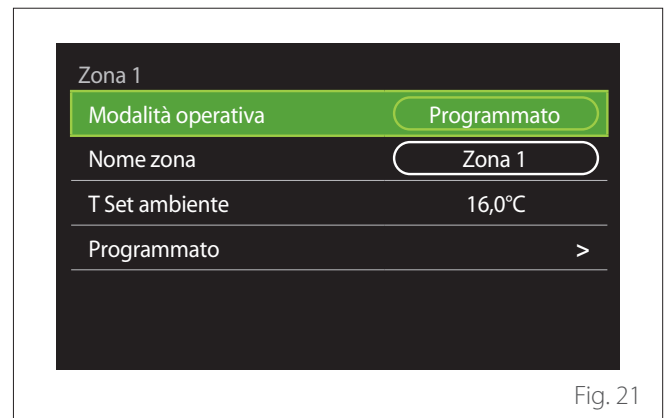 Zona 1
Modalità operativa Programmato
Nome zona Zona 1
T Set ambiente 16,0°C
Programmato >
Fig. 21